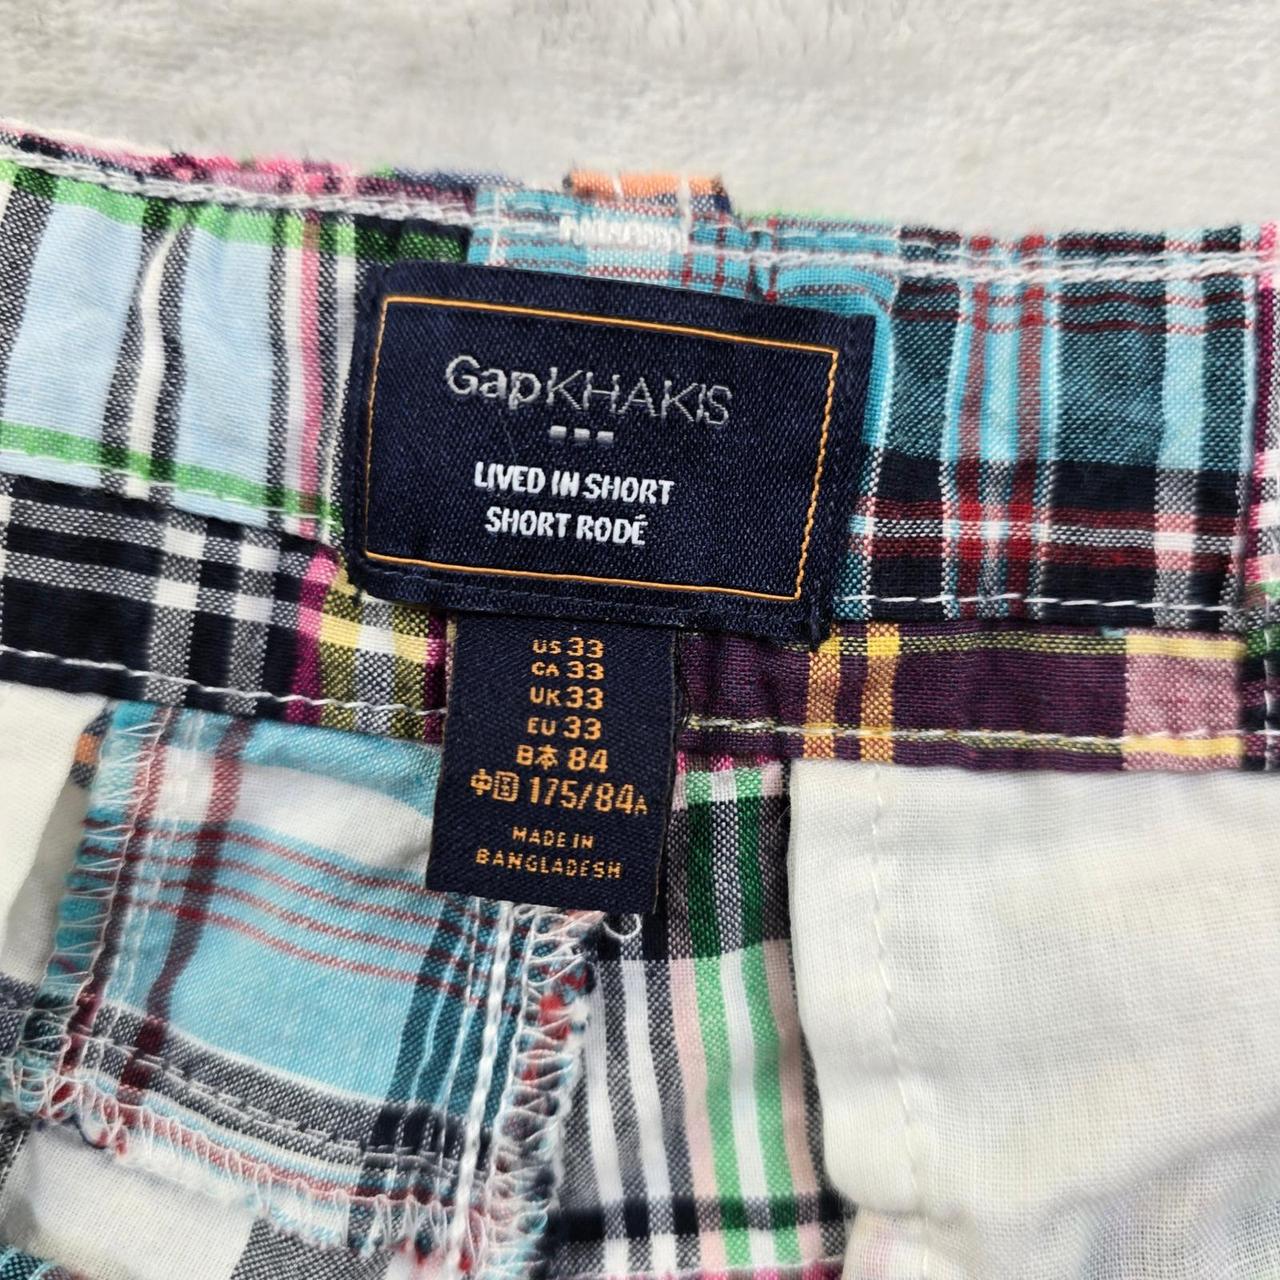 GapKHAKIS
LIVED IN SHORT
SHORT RODÉ
US 33
CA 33
UK 33
EU 33
日本 84
中国 175/84A
MADE IN
BANGLADESH